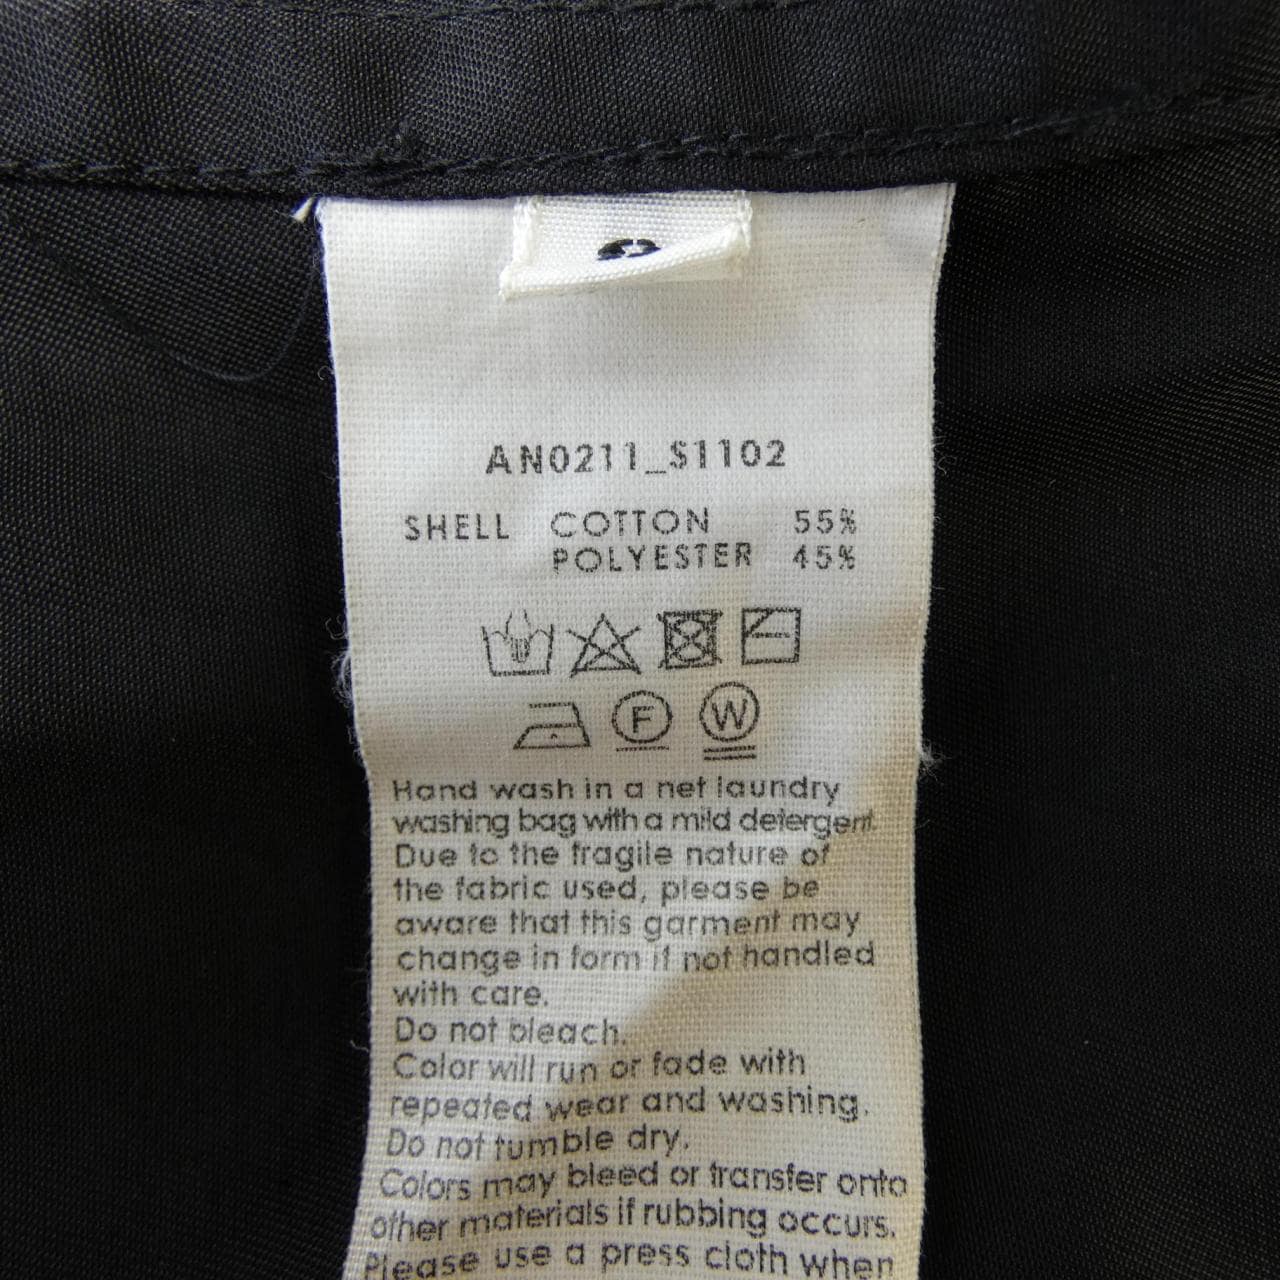 AN0211_S1102
SHELL COTTON 55%
POLYESTER 45%
F W
Hand wash in a net laundry
washing bag with a mild detergent.
Due to the fragile nature of
the fabric used, please be
aware that this garment may
change in form if not handled
with care.
Do not bleach.
Color will run or fade with
repeated wear and washing.
Do not tumble dry.
Colors may bleed or transfer onto
other materials if rubbing occurs.
Please use a press cloth when